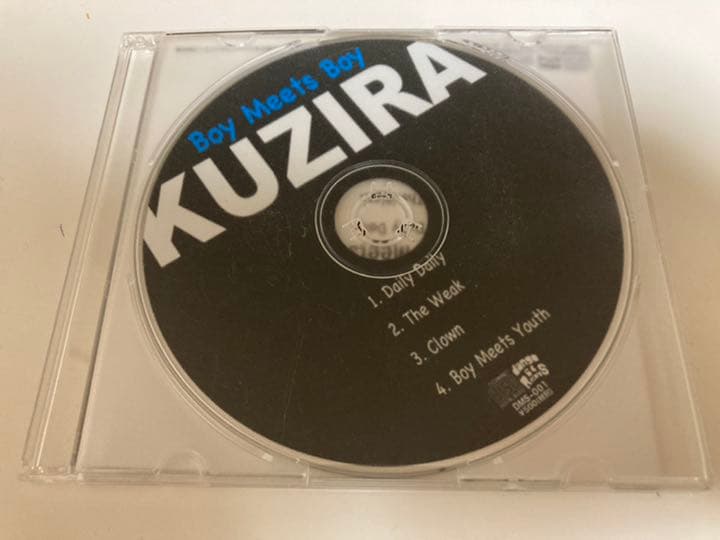 Boy Meets Boy
KUZIRA
1. Daily Daily
2. The Weak
3. Clown
4. Boy Meets Youth
DMS-001